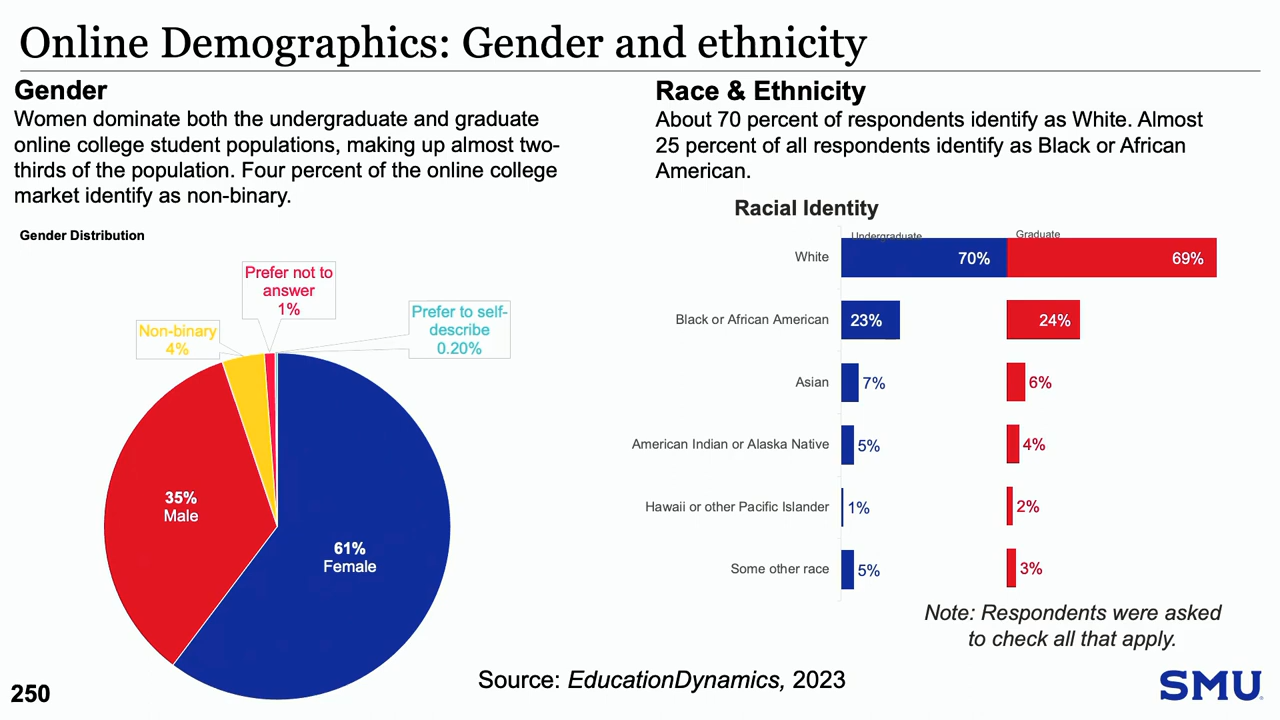 Online Demographics: Gender and ethnicity
Gender
Women dominate both the undergraduate and graduate
online college student populations, making up almost two-
thirds of the population. Four percent of the online college
market identify as non-binary.
Gender Distribution
Prefer not to
answer
1%
Non-binary
4%
Prefer to self-
describe
0.20%
35%
Male
61%
Female
Race & Ethnicity
About 70 percent of respondents identify as White. Almost
25 percent of all respondents identify as Black or African
American.
Racial Identity
Undergraduate Graduate
White 70% 69%
Black or African American 23% 24%
Asian 7% 6%
American Indian or Alaska Native 5% 4%
Hawaii or other Pacific Islander 1% 2%
Some other race 5% 3%
Note: Respondents were asked
to check all that apply.
Source: EducationDynamics, 2023
250
SMU